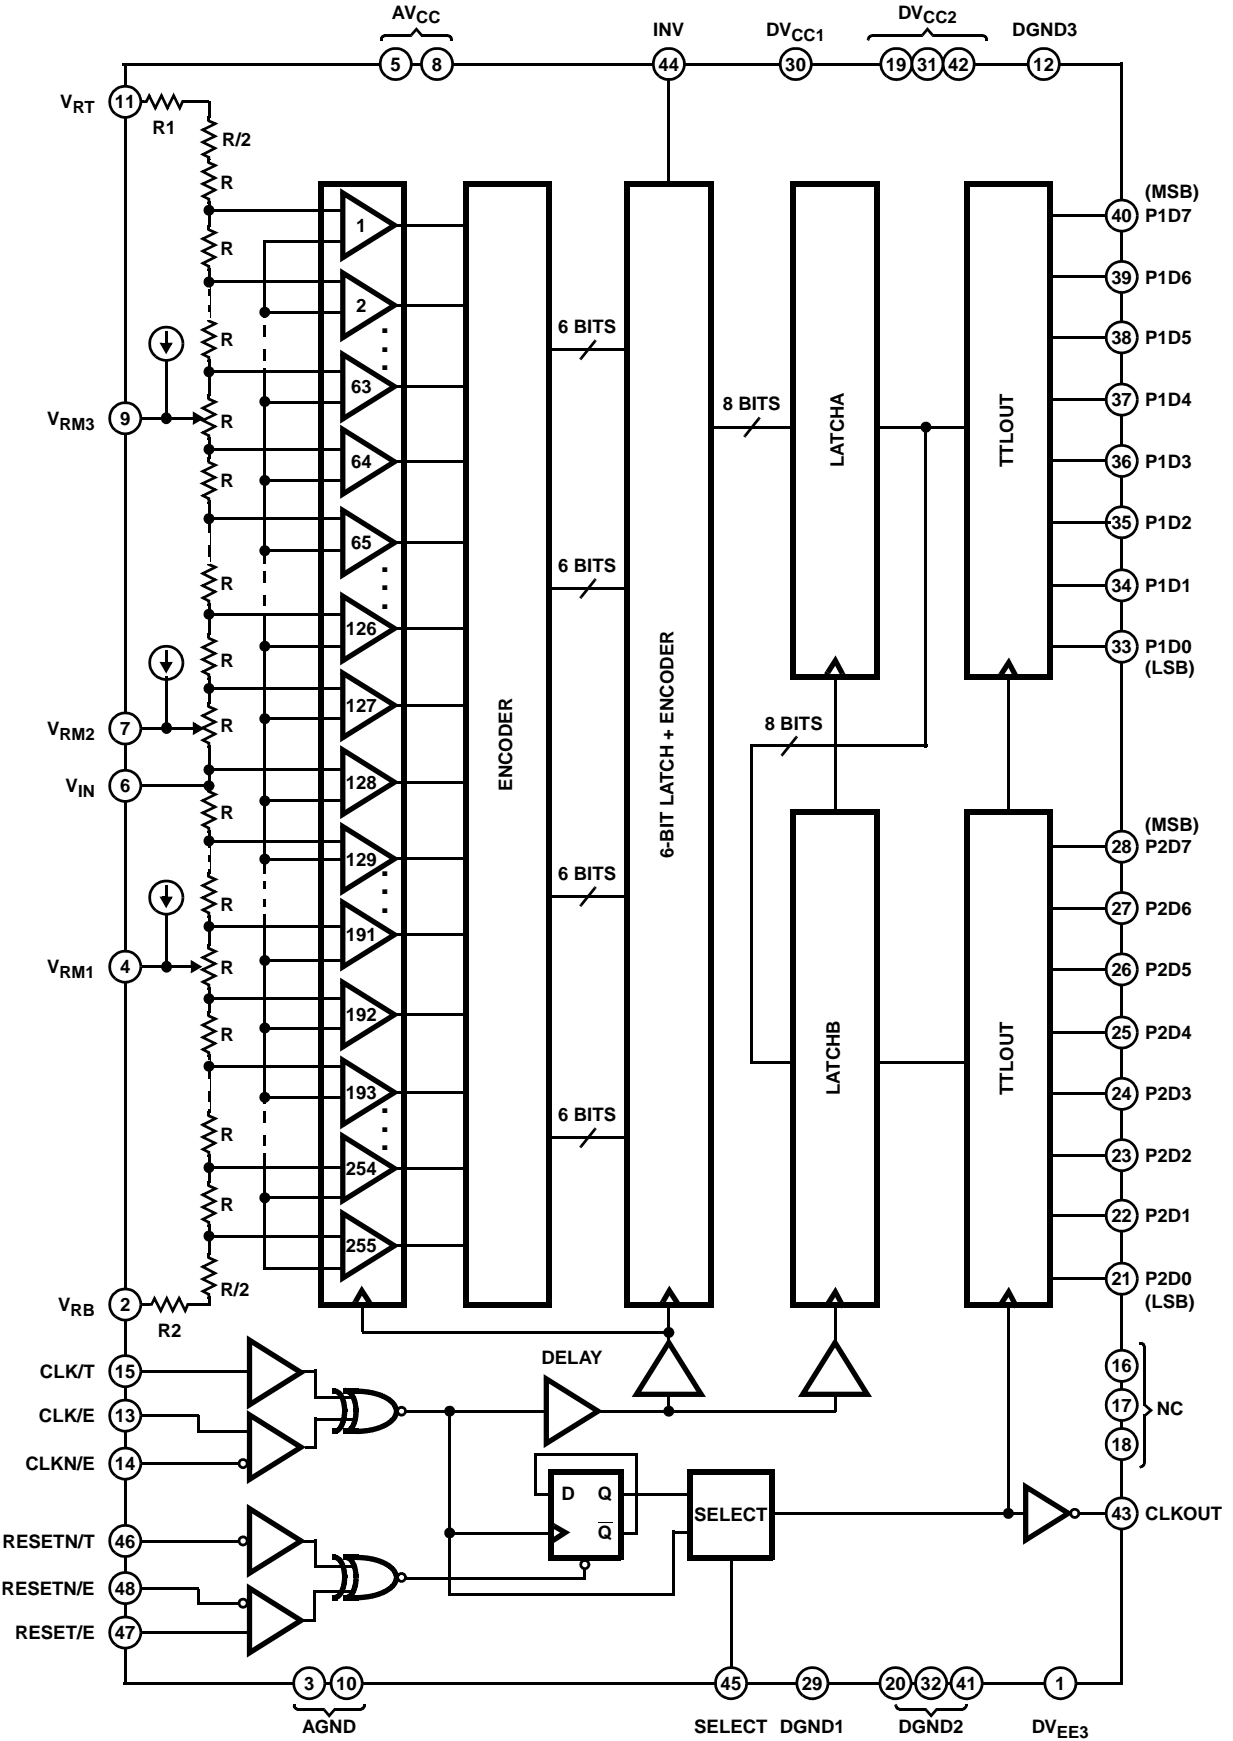 AVCC
INV
DVCC1
DVCC2
DGND3
5
8
44
30
19
31
42
12
VRT
11
R1
R/2
R
(MSB)
40
P1D7
1
R
39
P1D6
2
6 BITS
38
P1D5
R
63
37
P1D4
VRM3
9
R
8 BITS
LATCHA
TTLOUT
64
36
P1D3
R
65
35
P1D2
6 BITS
R
34
P1D1
126
33
P1D0
(LSB)
R
127
VRM2
7
R
8 BITS
ENCODER
6-BIT LATCH + ENCODER
VIN
6
128
R
(MSB)
28
P2D7
129
6 BITS
R
27
P2D6
191
VRM1
4
R
26
P2D5
192
R
25
P2D4
LATCHB
TTLOUT
193
24
P2D3
6 BITS
R
23
P2D2
254
R
22
P2D1
255
R/2
21
P2D0
(LSB)
VRB
2
R2
CLK/T
15
DELAY
16
CLK/E
13
17
NC
CLKN/E
14
18
D
Q
Q
SELECT
43
CLKOUT
RESETN/T
46
RESETN/E
48
RESET/E
47
3
10
45
29
20
32
41
1
AGND
SELECT
DGND1
DGND2
DVEE3